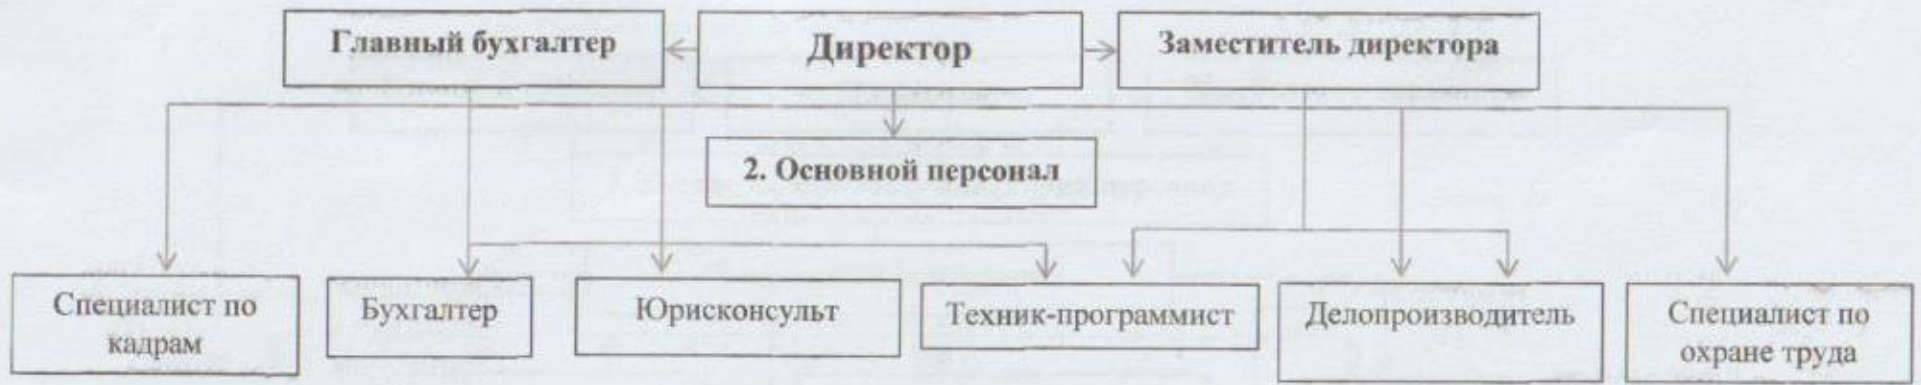 Главный бухгалтер
Директор
Заместитель директора
2. Основной персонал
Специалист по
кадрам
Бухгалтер
Юрисконсульт
Техник-программист
Делопроизводитель
Специалист по
охране труда